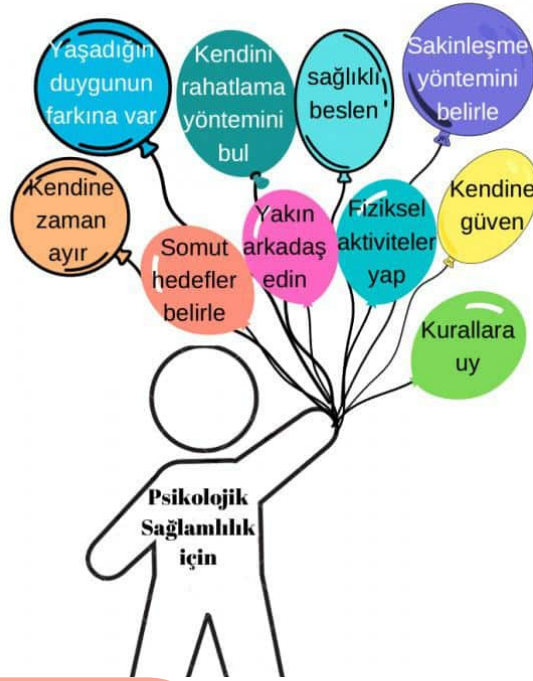 Yaşadığın
duygunun
farkına var
Kendini
rahatlama
yöntemini
bul
sağlıklı
beslen
Sakinleşme
yöntemini
belirle
Kendine
zaman
ayır
Somut
hedefler
belirle
Yakın
arkadaş
edin
Fiziksel
aktiviteler
yap
Kendine
güven
Kurallara
uy
Psikolojik
Sağlamlılık
için